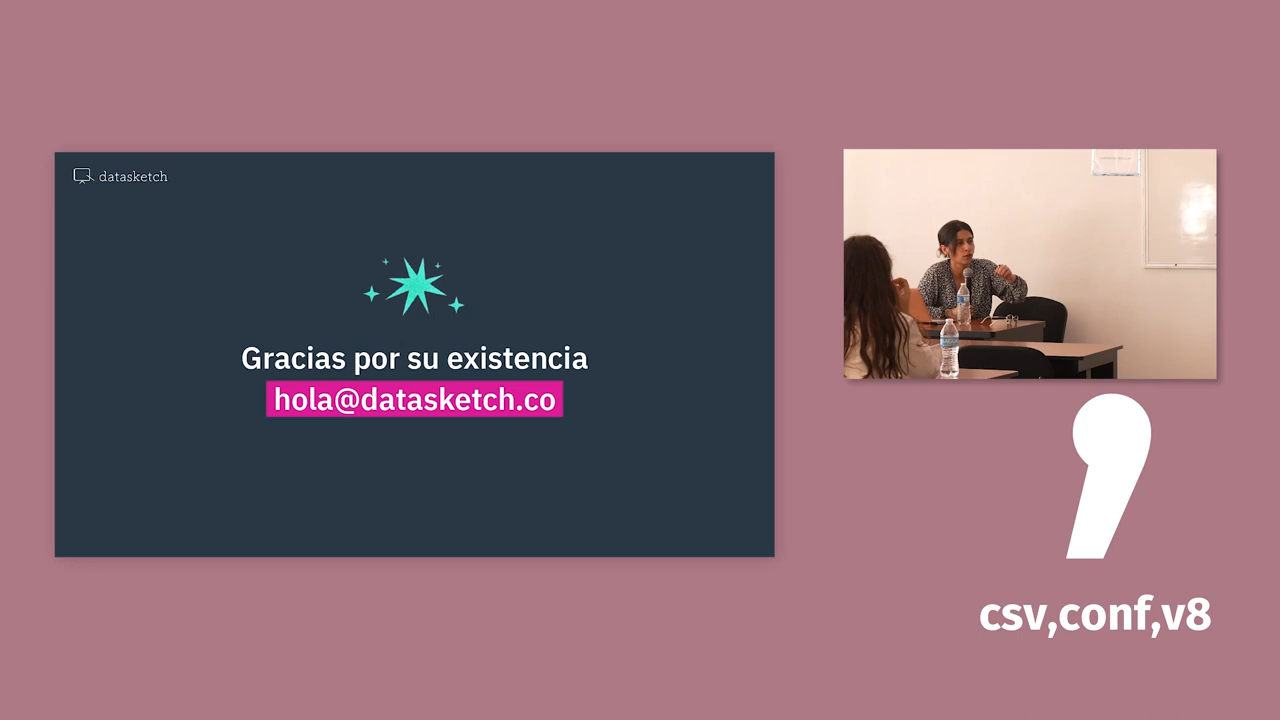 datasketch
Gracias por su existencia
hola@datasketch.co
csv,conf,v8